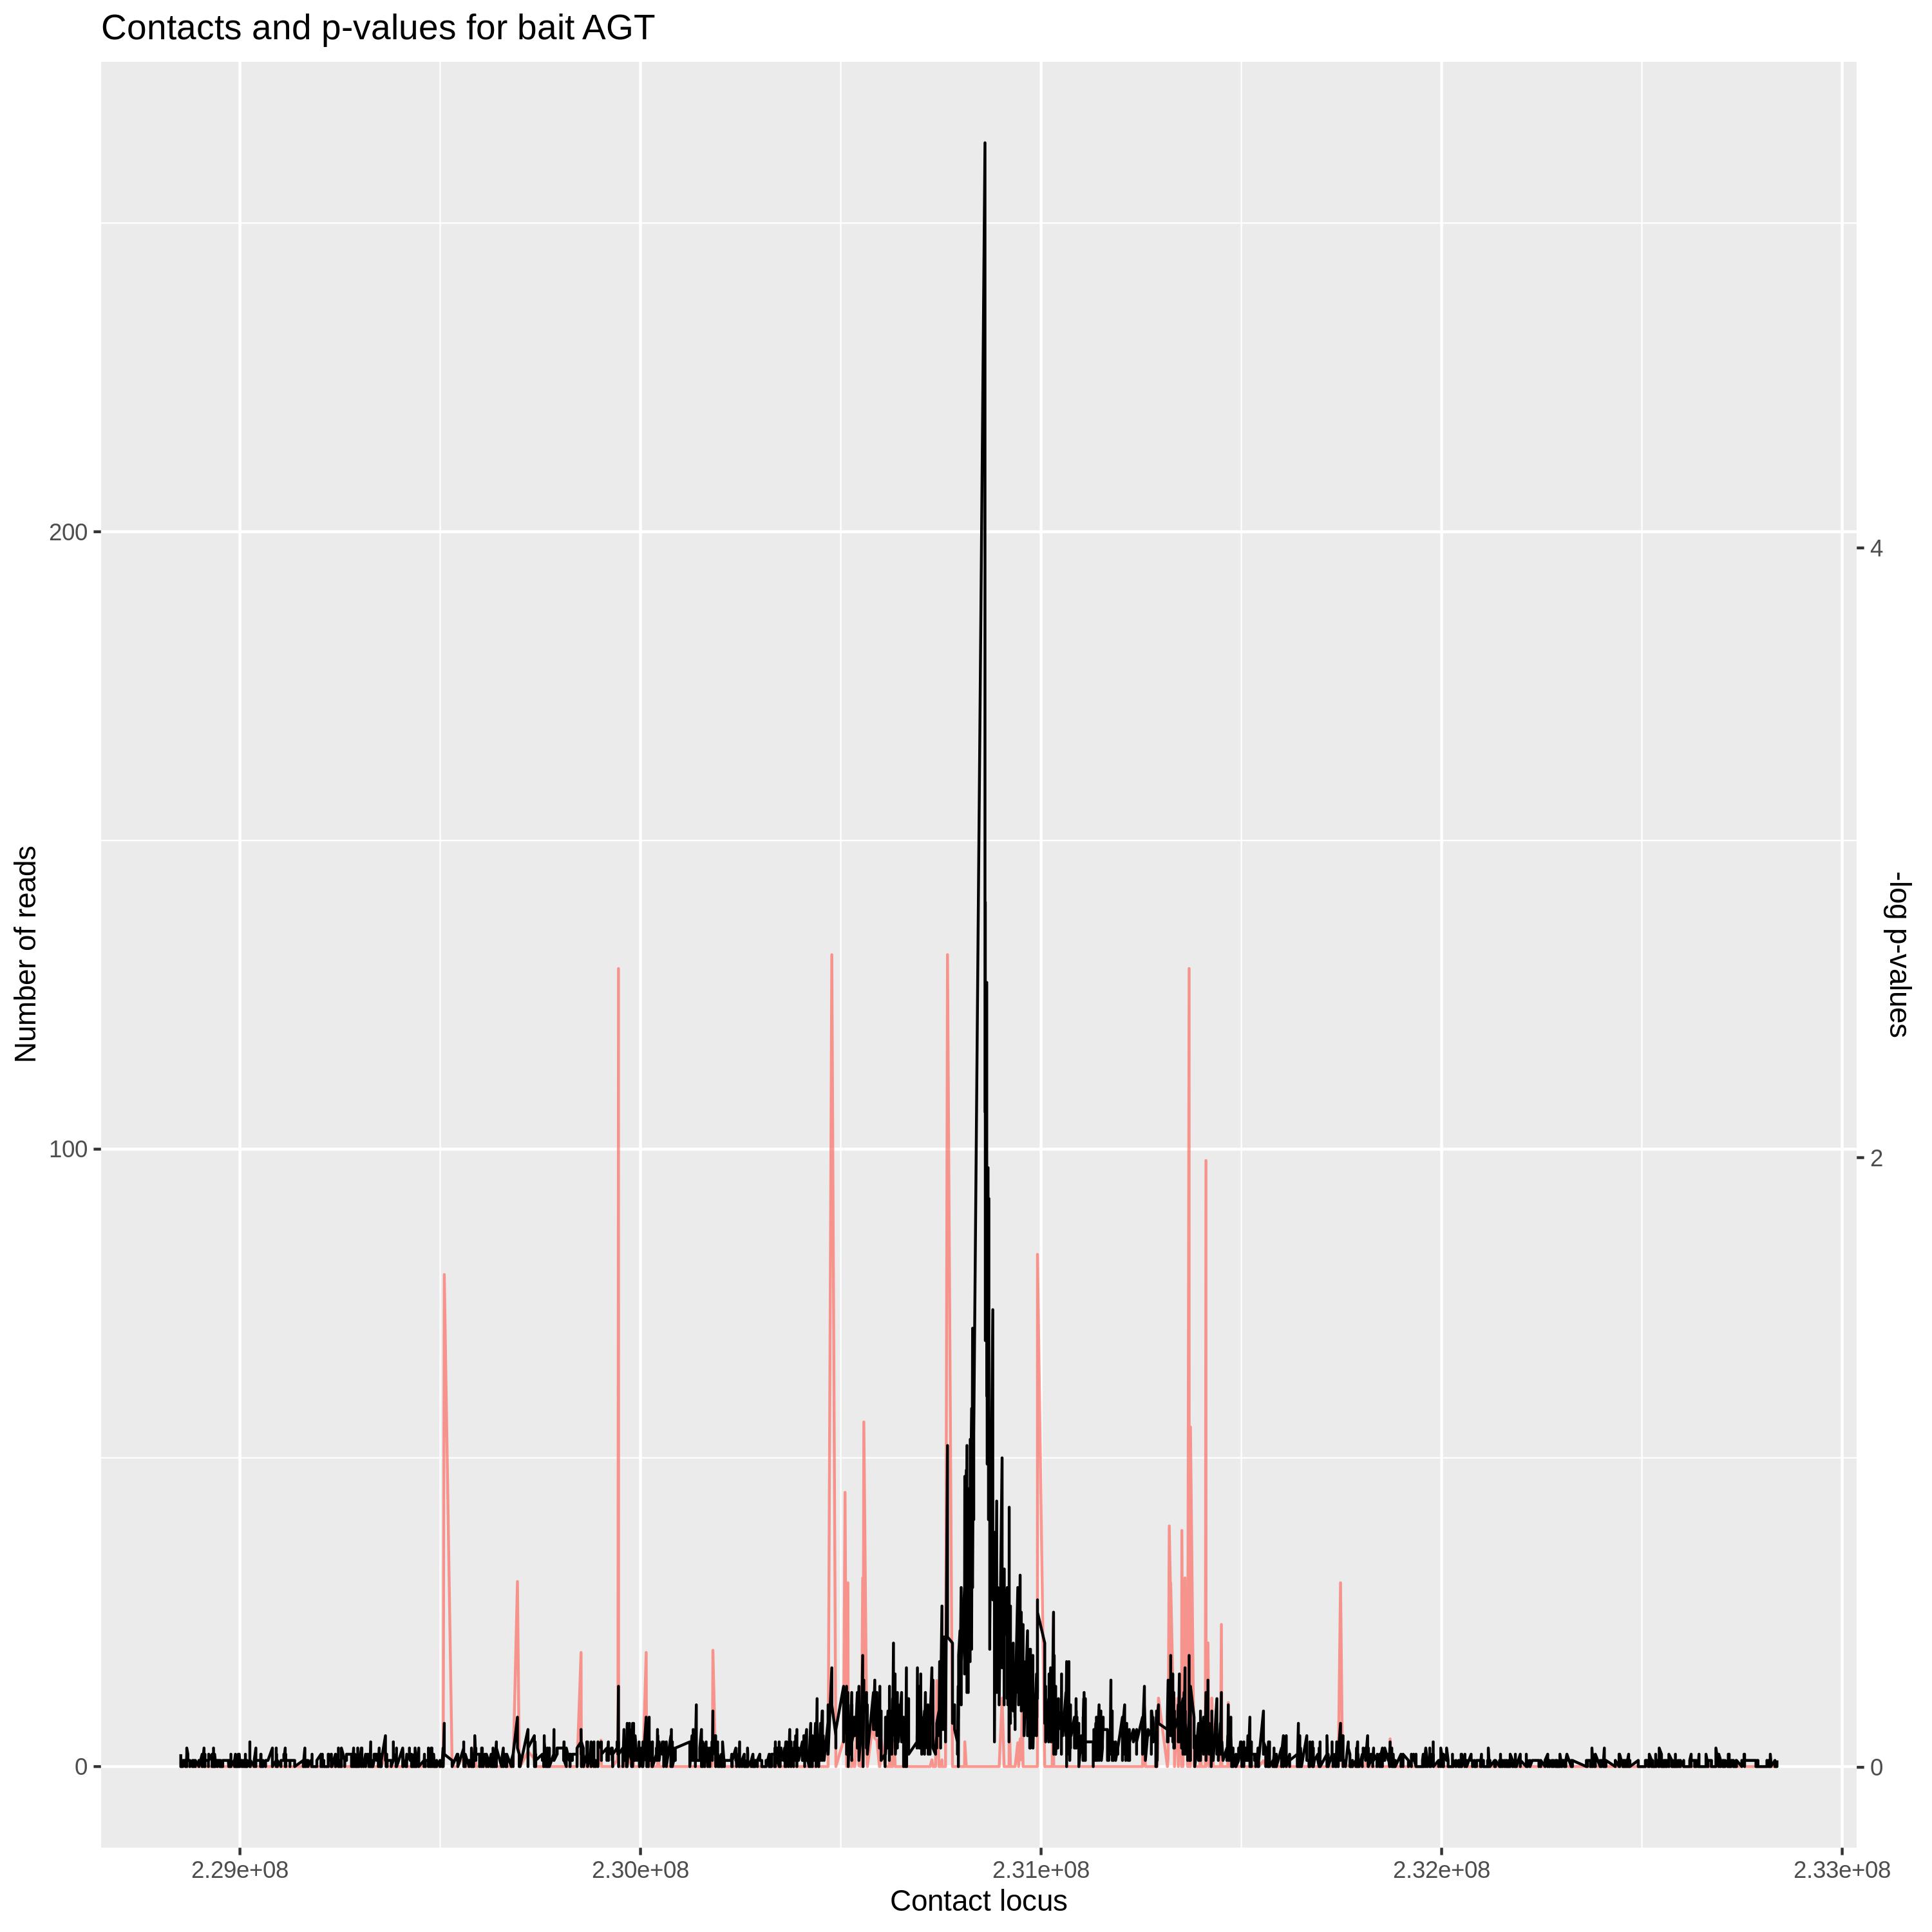 Contacts and p-values for bait AGT
Number of reads
200
100
0
4
2
0
-log p-values
2.29e+08
2.30e+08
2.31e+08
2.32e+08
2.33e+08
Contact locus